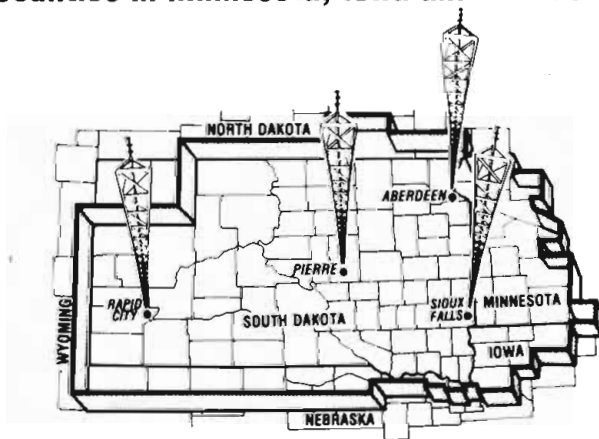 NORTH DAKOTA
ABERDEEN
PIERRE
RAPID
CITY
SOUTH DAKOTA
SIOUX
FALLS
MINNESOTA
WYOMING
IOWA
NEBRASKA